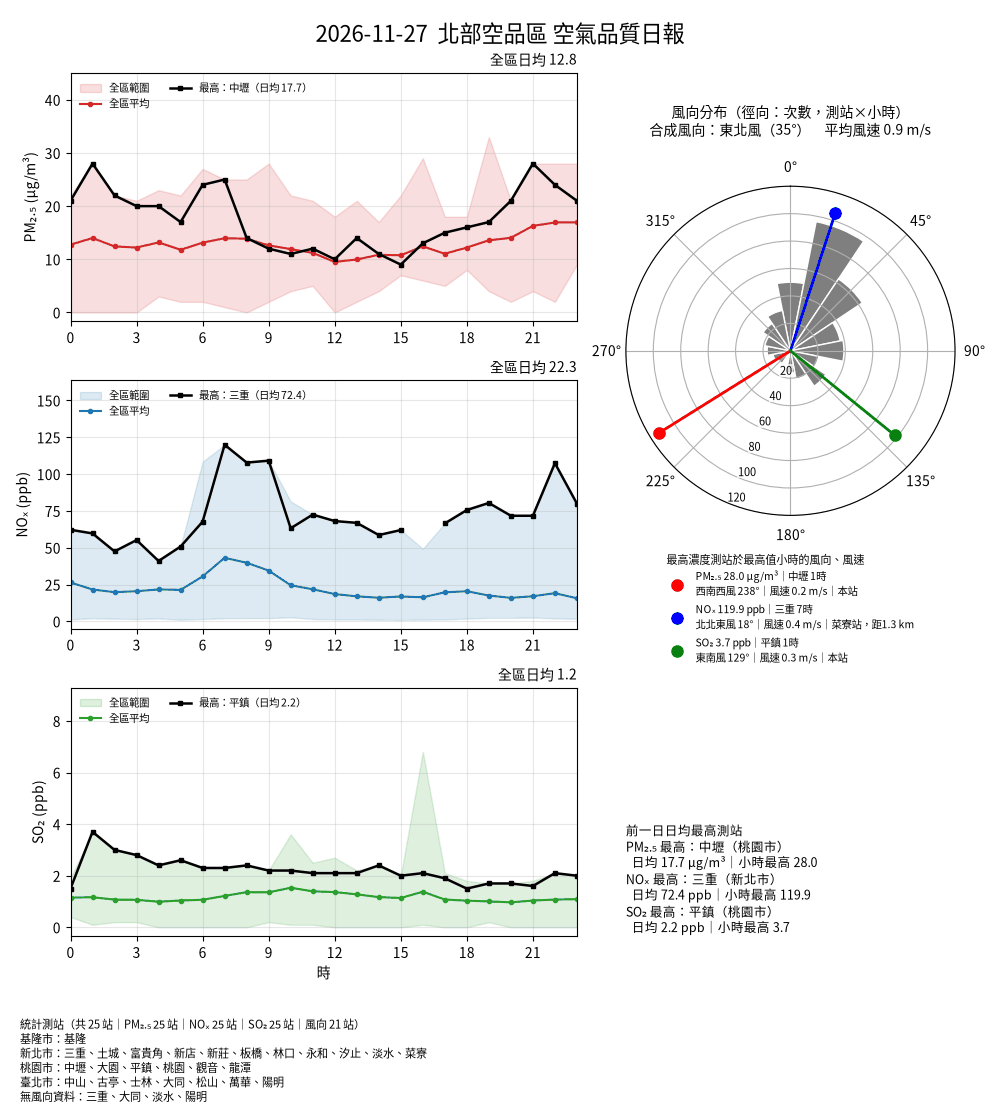 2026-11-27 北部空品區 空氣品質日報
全區日均 12.8
全區範圍
全區平均
最高：中壢（日均 17.7）
PM₂.₅ (μg/m³)
40
30
20
10
0
0 3 6 9 12 15 18 21
全區日均 22.3
全區範圍
全區平均
最高：三重（日均 72.4）
NOₓ (ppb)
150
125
100
75
50
25
0
0 3 6 9 12 15 18 21
全區日均 1.2
全區範圍
全區平均
最高：平鎮（日均 2.2）
SO₂ (ppb)
8
6
4
2
0
0 3 6 9 12 15 18 21
時
風向分布（徑向：次數，測站×小時）
合成風向：東北風（35°） 平均風速 0.9 m/s
0°
45°
90°
135°
180°
225°
270°
315°
20
40
60
80
100
120
最高濃度測站於最高值小時的風向、風速
PM₂.₅ 28.0 μg/m³｜中壢 1時
西南西風 238°｜風速 0.2 m/s｜本站
NOₓ 119.9 ppb｜三重 7時
北北東風 18°｜風速 0.4 m/s｜菜寮站，距1.3 km
SO₂ 3.7 ppb｜平鎮 1時
東南風 129°｜風速 0.3 m/s｜本站
前一日日均最高測站
PM₂.₅ 最高：中壢（桃園市）
日均 17.7 μg/m³｜小時最高 28.0
NOₓ 最高：三重（新北市）
日均 72.4 ppb｜小時最高 119.9
SO₂ 最高：平鎮（桃園市）
日均 2.2 ppb｜小時最高 3.7
統計測站（共 25 站｜PM₂.₅ 25 站｜NOₓ 25 站｜SO₂ 25 站｜風向 21 站）
基隆市：基隆
新北市：三重、土城、富貴角、新店、新莊、板橋、林口、永和、汐止、淡水、菜寮
桃園市：中壢、大園、平鎮、桃園、觀音、龍潭
臺北市：中山、古亭、士林、大同、松山、萬華、陽明
無風向資料：三重、大同、淡水、陽明